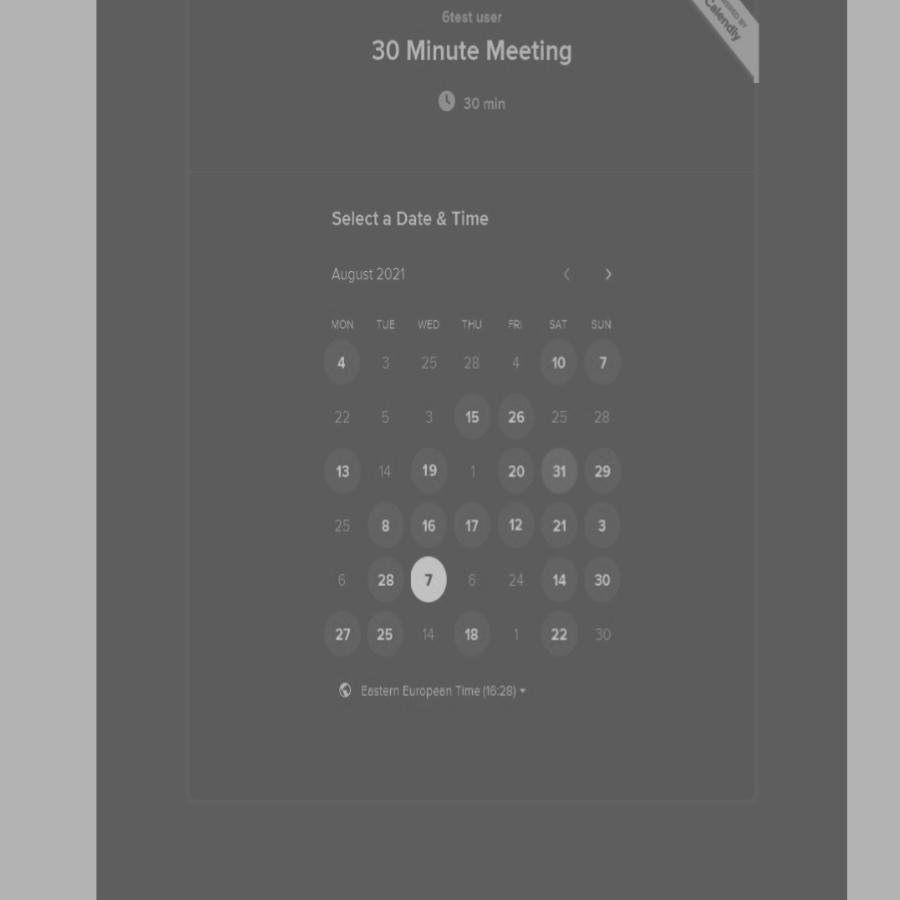 6test user
POWERED BY
Calendly
30 Minute Meeting
30 min
Select a Date & Time
August 2021
MON TUE WED THU FRI SAT SUN
4 3 25 28 4 10 7
22 5 3 15 26 25 28
13 14 19 1 20 31 29
25 8 16 17 12 21 3
6 28 7 6 24 14 30
27 25 14 18 1 22 30
Eastern European Time (16:28)